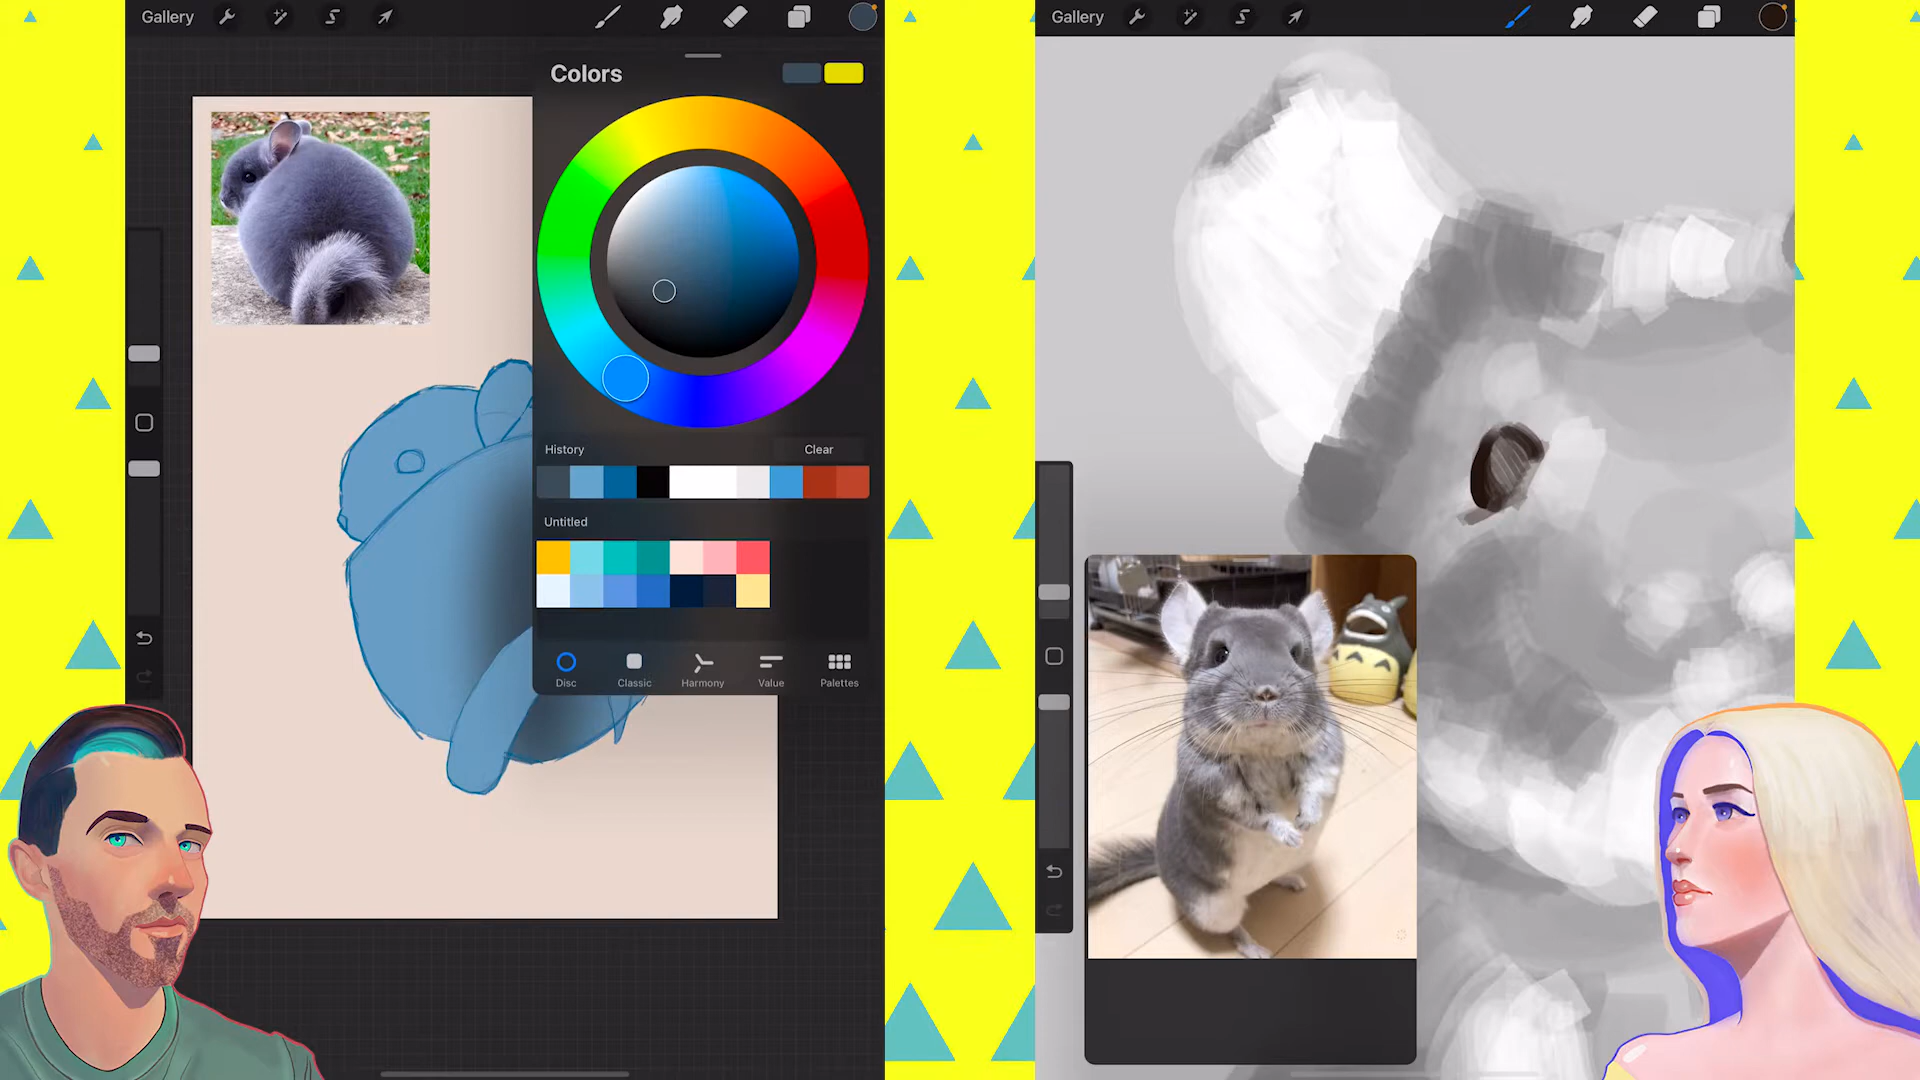 Gallery
Colors
History
Clear
Untitled
Disc
Classic
Harmony
Value
Palettes
Gallery